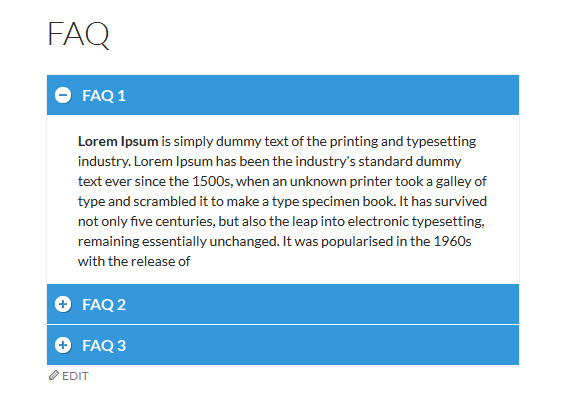 FAQ
FAQ 1
Lorem Ipsum is simply dummy text of the printing and typesetting
industry. Lorem Ipsum has been the industry's standard dummy
text ever since the 1500s, when an unknown printer took a galley of
type and scrambled it to make a type specimen book. It has survived
not only five centuries, but also the leap into electronic typesetting,
remaining essentially unchanged. It was popularised in the 1960s
with the release of
FAQ 2
FAQ 3
EDIT